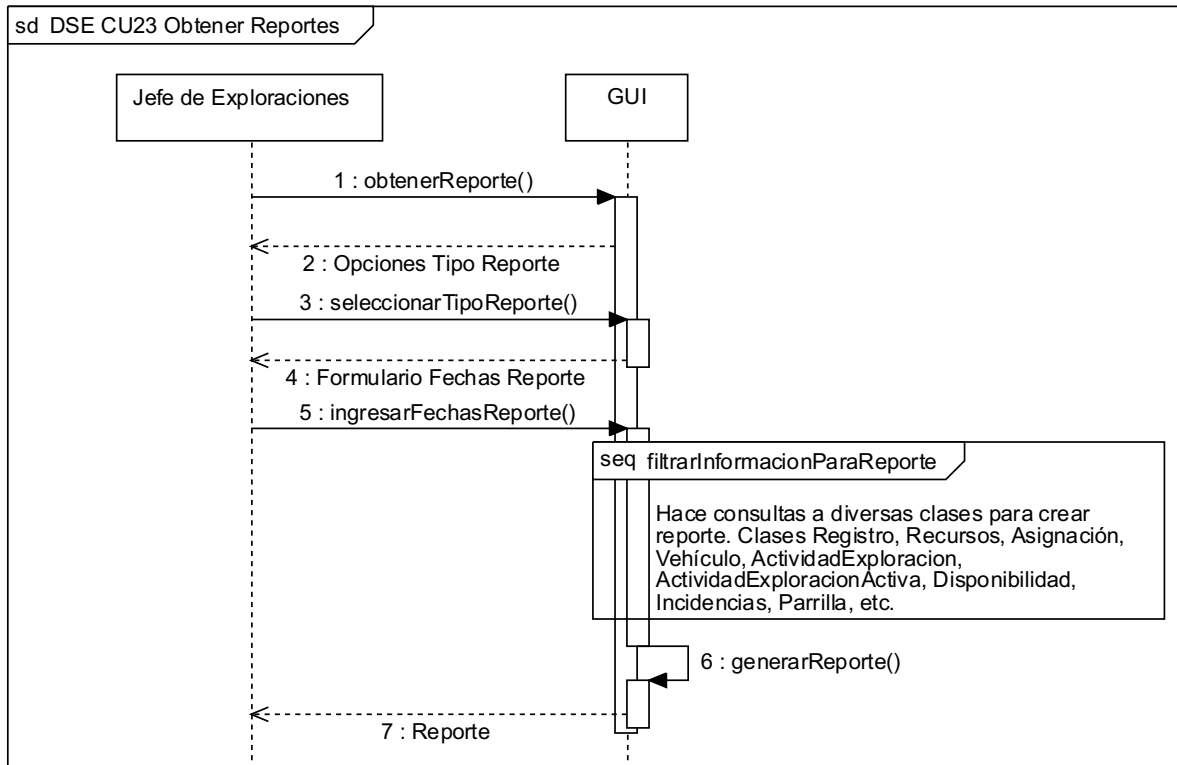 sd DSE CU23 Obtener Reportes
Jefe de Exploraciones
GUI
1 : obtenerReporte()
2 : Opciones Tipo Reporte
3 : seleccionarTipoReporte()
4 : Formulario Fechas Reporte
5 : ingresarFechasReporte()
seq filtrarInformacionParaReporte
Hace consultas a diversas clases para crear
reporte. Clases Registro, Recursos, Asignación,
Vehículo, ActividadExploracion,
ActividadExploracionActiva, Disponibilidad,
Incidencias, Parrilla, etc.
6 : generarReporte()
7 : Reporte